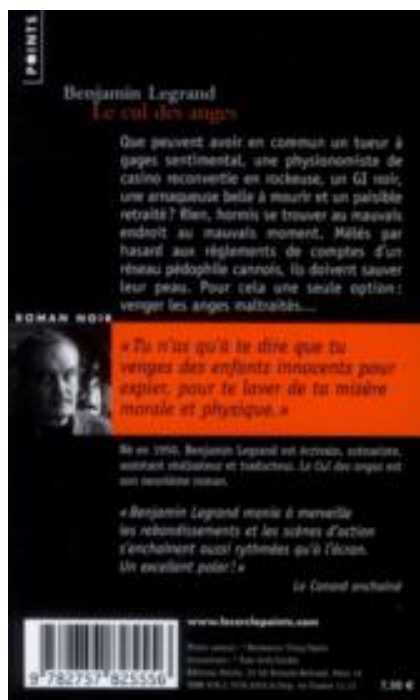 POINTS
Benjamin Legrand
Le cul des anges
Que peuvent avoir en commun un tueur à
gages sentimental, une physionomiste de
casino reconvertie en rockeuse, un GI noir,
une arnaqueuse belle à mourir et un paisible
retraité ? Rien, hormis se trouver au mauvais
endroit au mauvais moment. Mêlés par
hasard aux règlements de comptes d'un
réseau pédophile cannois, ils doivent sauver
leur peau. Pour cela une seule option :
venger les anges maltraités...
ROMAN NOIR
« Tu n'as qu'à te dire que tu
venges des enfants innocents pour
expier, pour te laver de ta misère
morale et physique. »
Né en 1950, Benjamin Legrand est écrivain, scénariste,
assistant réalisateur et traducteur. Le Cul des anges est
son neuvième roman.
« Benjamin Legrand manie à merveille
les rebondissements et les scènes d'action
s'enchaînent aussi rythmées qu'à l'écran.
Un excellent polar ! »
Le Canard enchaîné
www.lecerclepoints.com
9 782757 825556
7,50 €